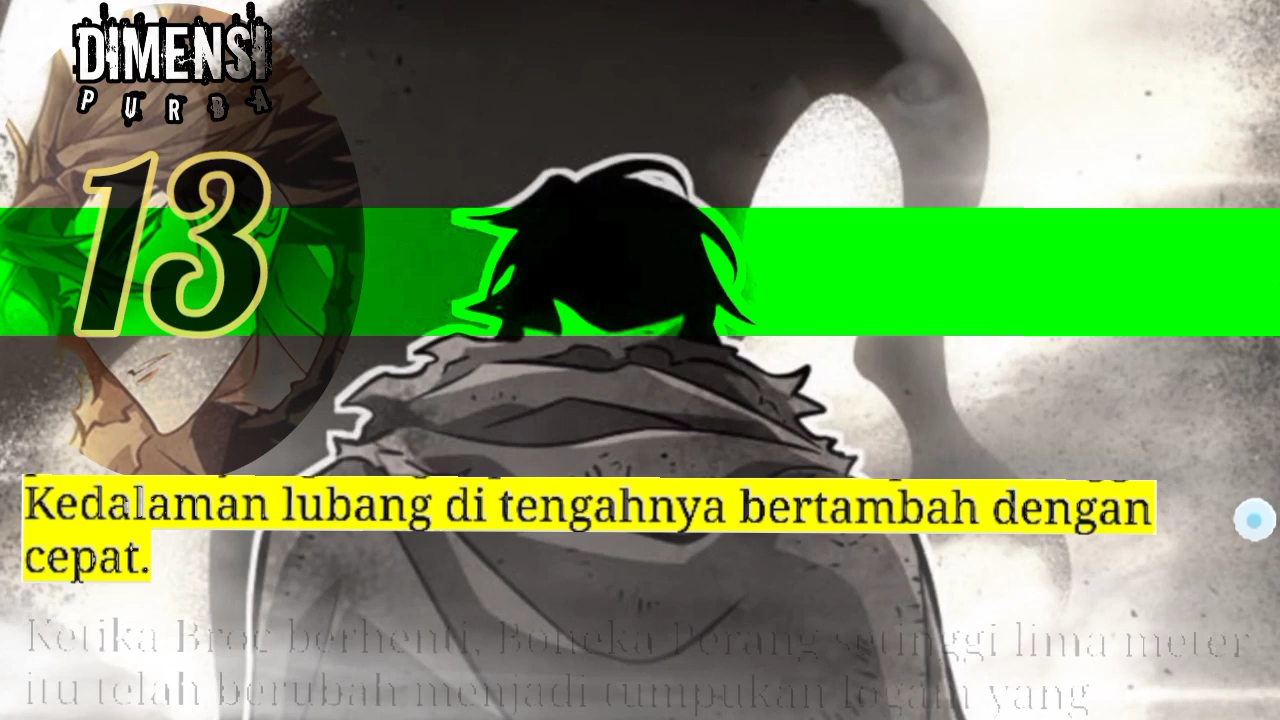 DIMENSI
PURBA
13
Kedalaman lubang di tengahnya bertambah dengan
cepat.
Ketika Broc berhenti, Boneka Perang setinggi lima meter
itu telah berubah menjadi tumpukan logam yang